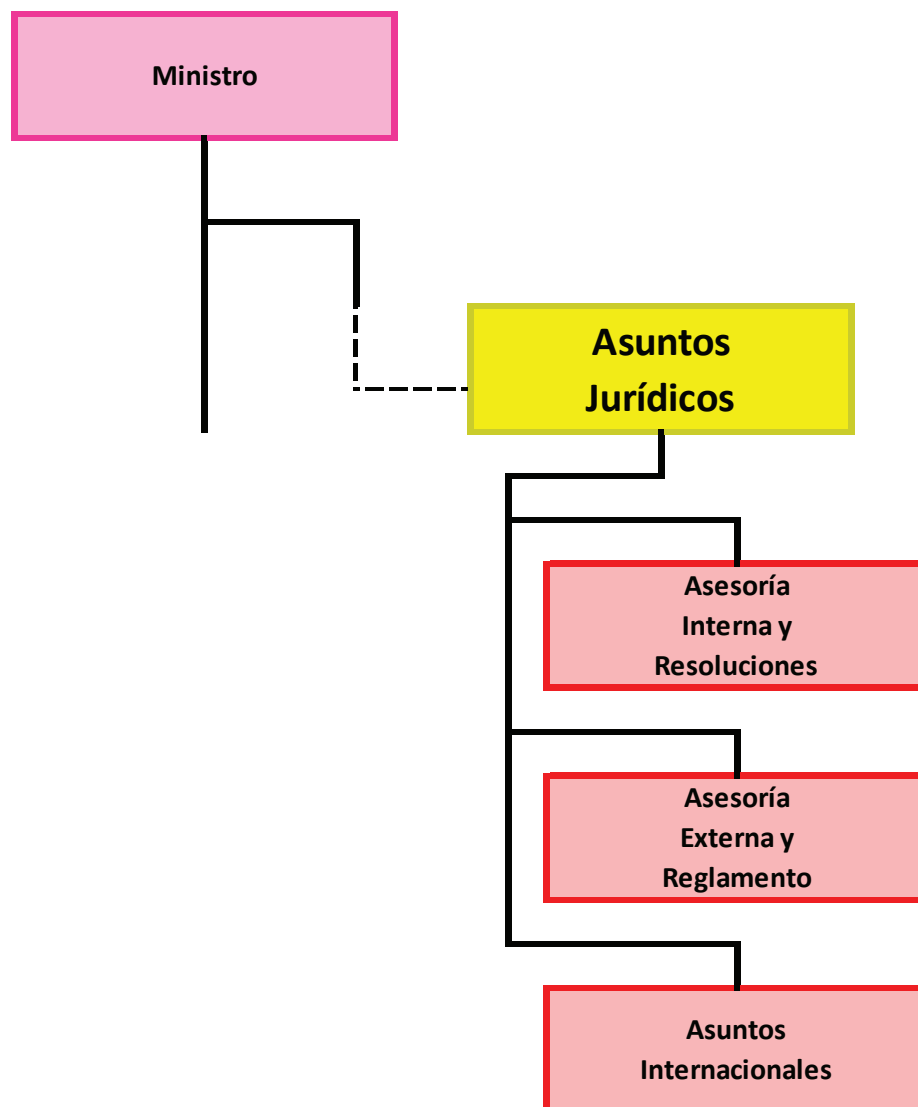 Ministro
Asuntos
Jurídicos
Asesoría
Interna y
Resoluciones
Asesoría
Externa y
Reglamento
Asuntos
Internacionales